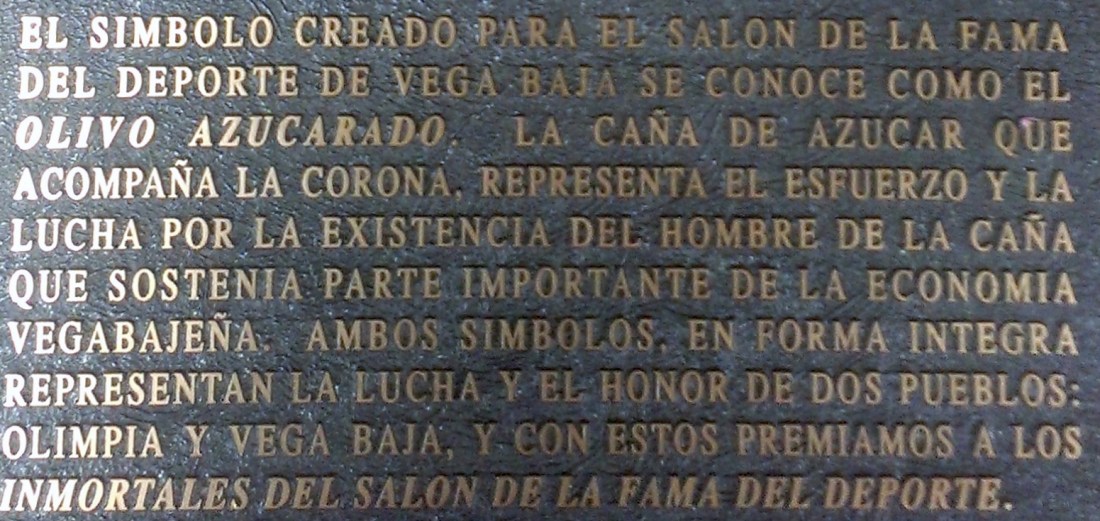 EL SIMBOLO CREADO PARA EL SALON DE LA FAMA
DEL DEPORTE DE VEGA BAJA SE CONOCE COMO EL
OLIVO AZUCARADO. LA CAÑA DE AZUCAR QUE
ACOMPAÑA LA CORONA, REPRESENTA EL ESFUERZO Y LA
LUCHA POR LA EXISTENCIA DEL HOMBRE DE LA CAÑA
QUE SOSTENIA PARTE IMPORTANTE DE LA ECONOMIA
VEGABAJEÑA. AMBOS SIMBOLOS, EN FORMA INTEGRA
REPRESENTAN LA LUCHA Y EL HONOR DE DOS PUEBLOS:
OLIMPIA Y VEGA BAJA, Y CON ESTOS PREMIAMOS A LOS
INMORTALES DEL SALON DE LA FAMA DEL DEPORTE.